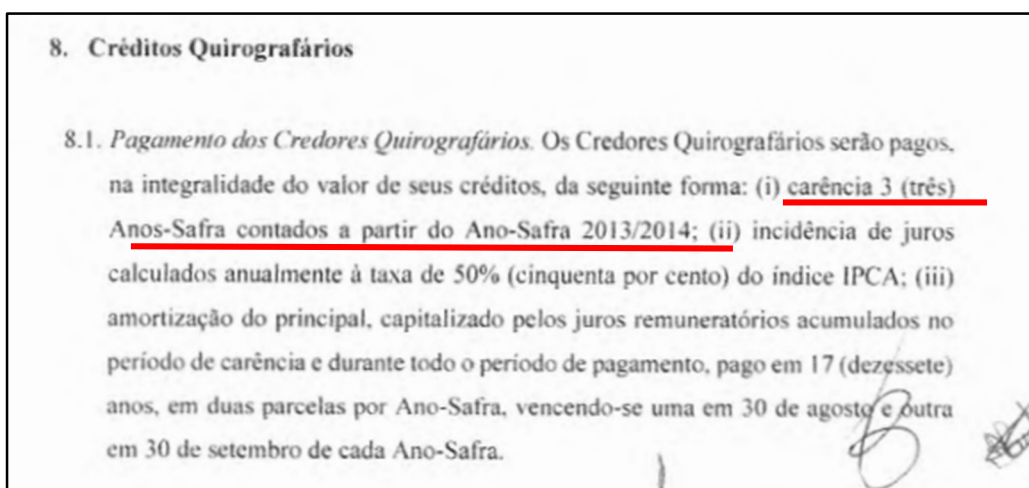 8. Créditos Quirografários
8.1. Pagamento dos Credores Quirografários. Os Credores Quirografários serão pagos,
na integralidade do valor de seus créditos, da seguinte forma: (i) carência 3 (três)
Anos-Safra contados a partir do Ano-Safra 2013/2014; (ii) incidência de juros
calculados anualmente à taxa de 50% (cinquenta por cento) do índice IPCA; (iii)
amortização do principal, capitalizado pelos juros remuneratórios acumulados no
período de carência e durante todo o período de pagamento, pago em 17 (dezessete)
anos, em duas parcelas por Ano-Safra, vencendo-se uma em 30 de agosto e outra
em 30 de setembro de cada Ano-Safra.